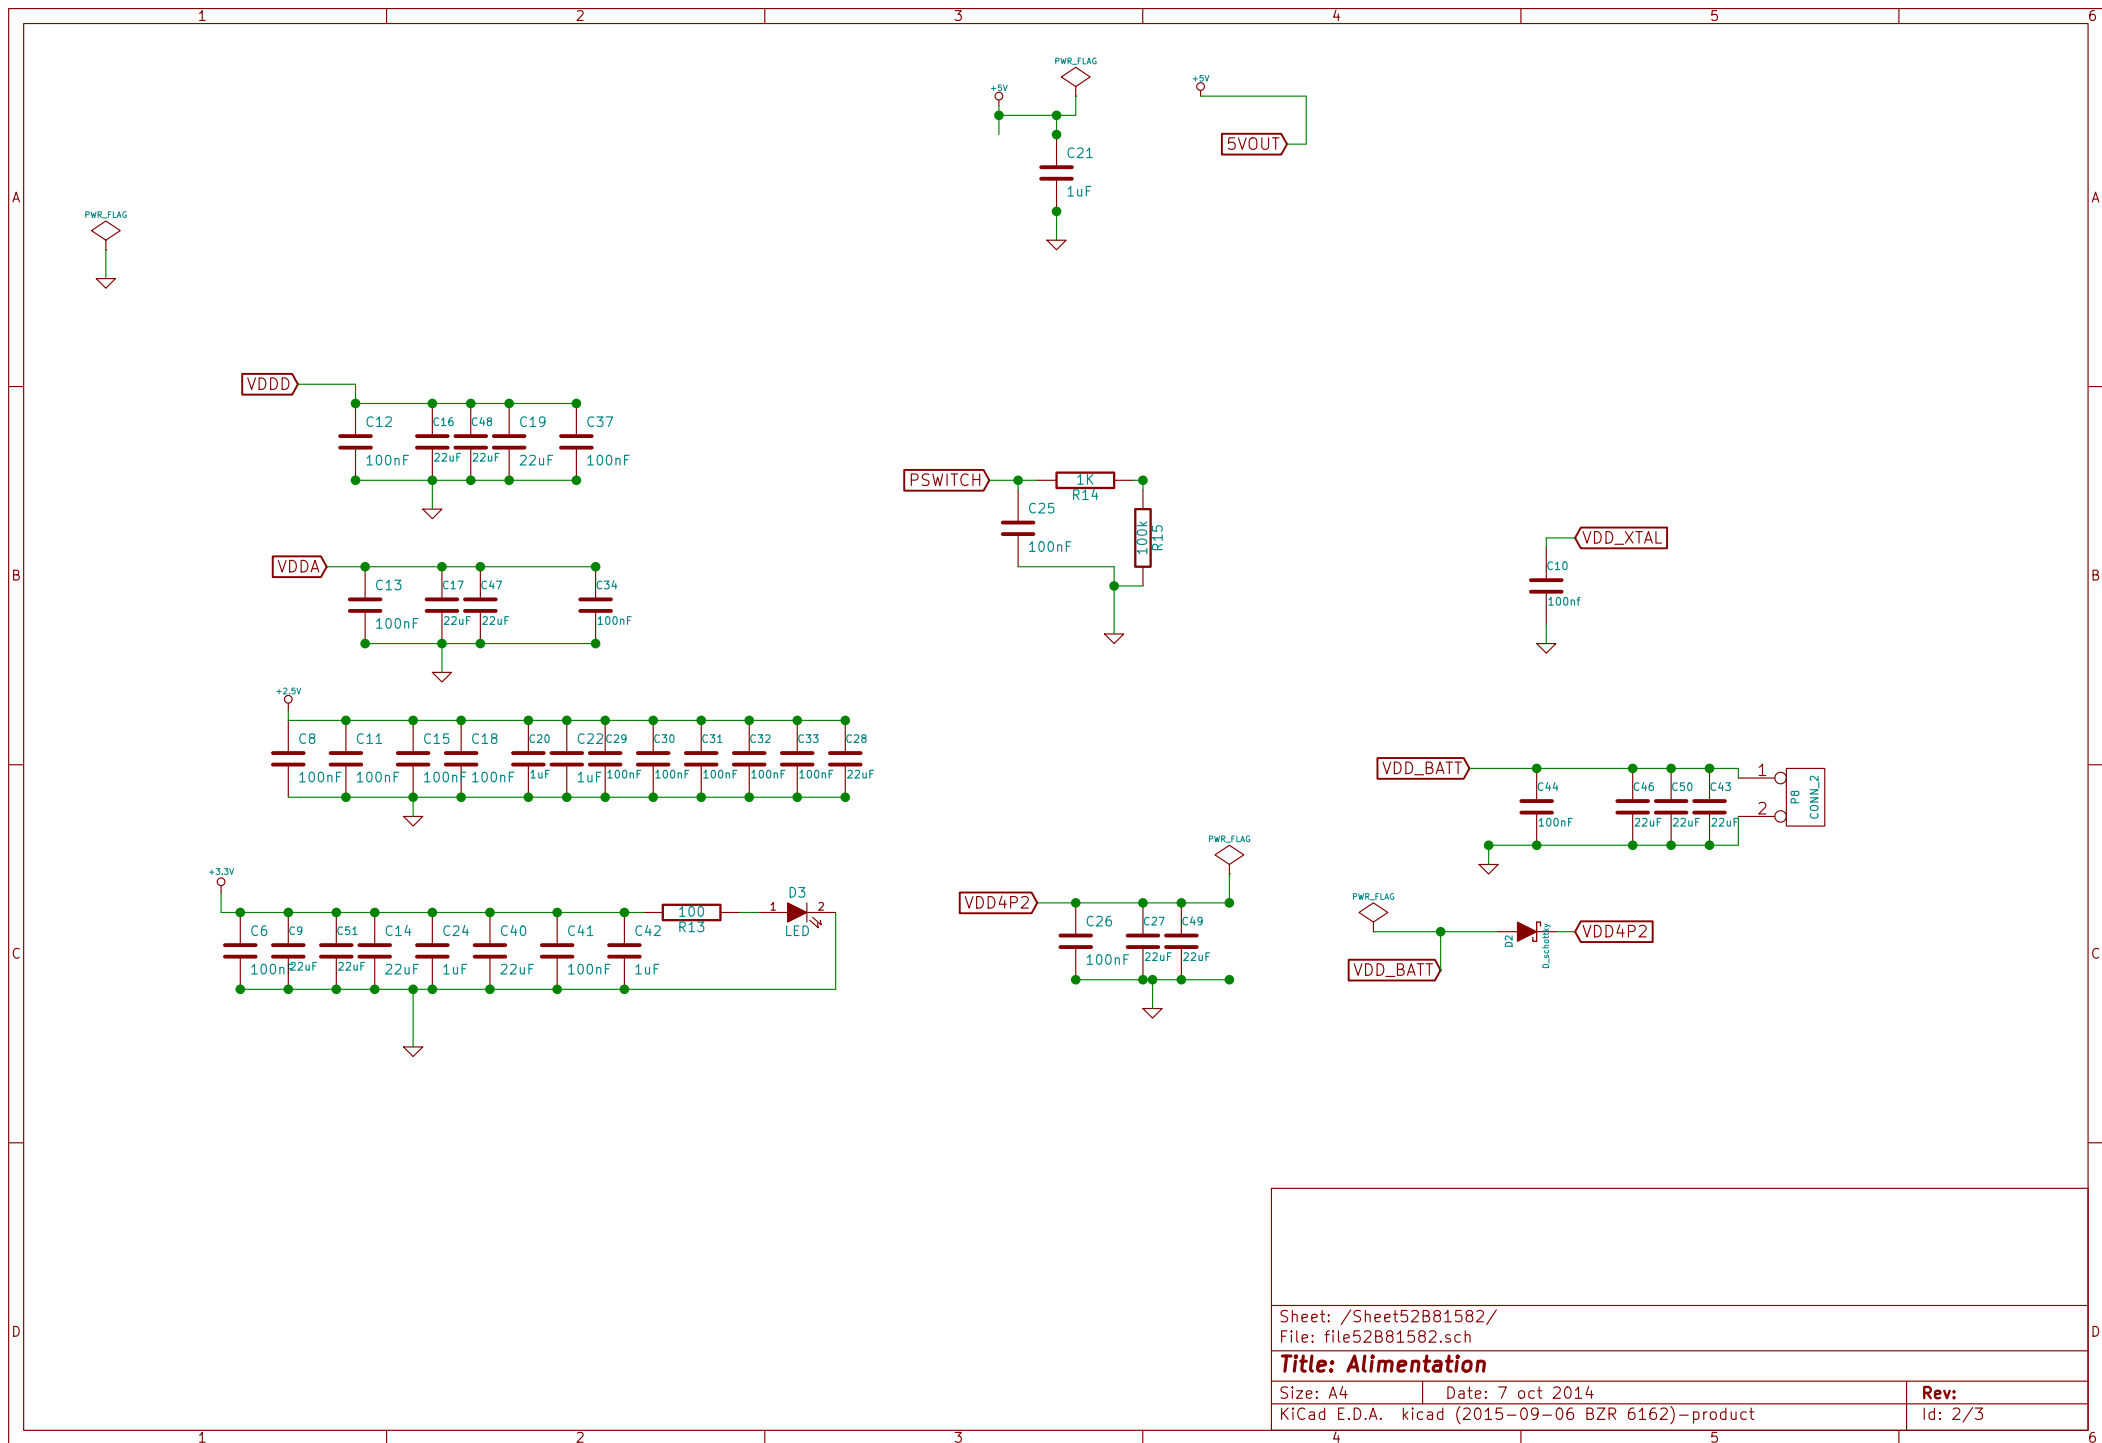 1 2 3 4 5 6
A A
B B
C C
D D
1 2 3 4 5 6
PWR_FLAG
+5V
C21
1uF
+5V
5VOUT
PWR_FLAG
VDDD
C12 C16 C48 C19 C37
100nF 22uF 22uF 22uF 100nF
PSWITCH
1K
R14
C25
100nF
100k
R15
VDD_XTAL
C10
100nf
VDDA
C13 C17 C47 C34
100nF 22uF 22uF 100nF
+2.5V
C8 C11 C15 C18 C20 C22 C29 C30 C31 C32 C33 C28
100nF 100nF 100nF 100nF 1uF 1uF 100nF 100nF 100nF 100nF 100nF 22uF
VDD_BATT
C44 C46 C50 C43
100nF 22uF 22uF 22uF
1
2
P8
CONN_2
+3.3V
C6 C9 C51 C14 C24 C40 C41 C42
100nF 22uF 22uF 22uF 1uF 22uF 100nF 1uF
100
R13
D3
1 2
LED
PWR_FLAG
VDD4P2
C26 C27 C49
100nF 22uF 22uF
PWR_FLAG
D2
D_schottky
VDD4P2
VDD_BATT
Sheet: /Sheet52B81582/
File: file52B81582.sch
Title: Alimentation
Size: A4 Date: 7 oct 2014 Rev:
KiCad E.D.A. kicad (2015-09-06 BZR 6162)-product Id: 2/3